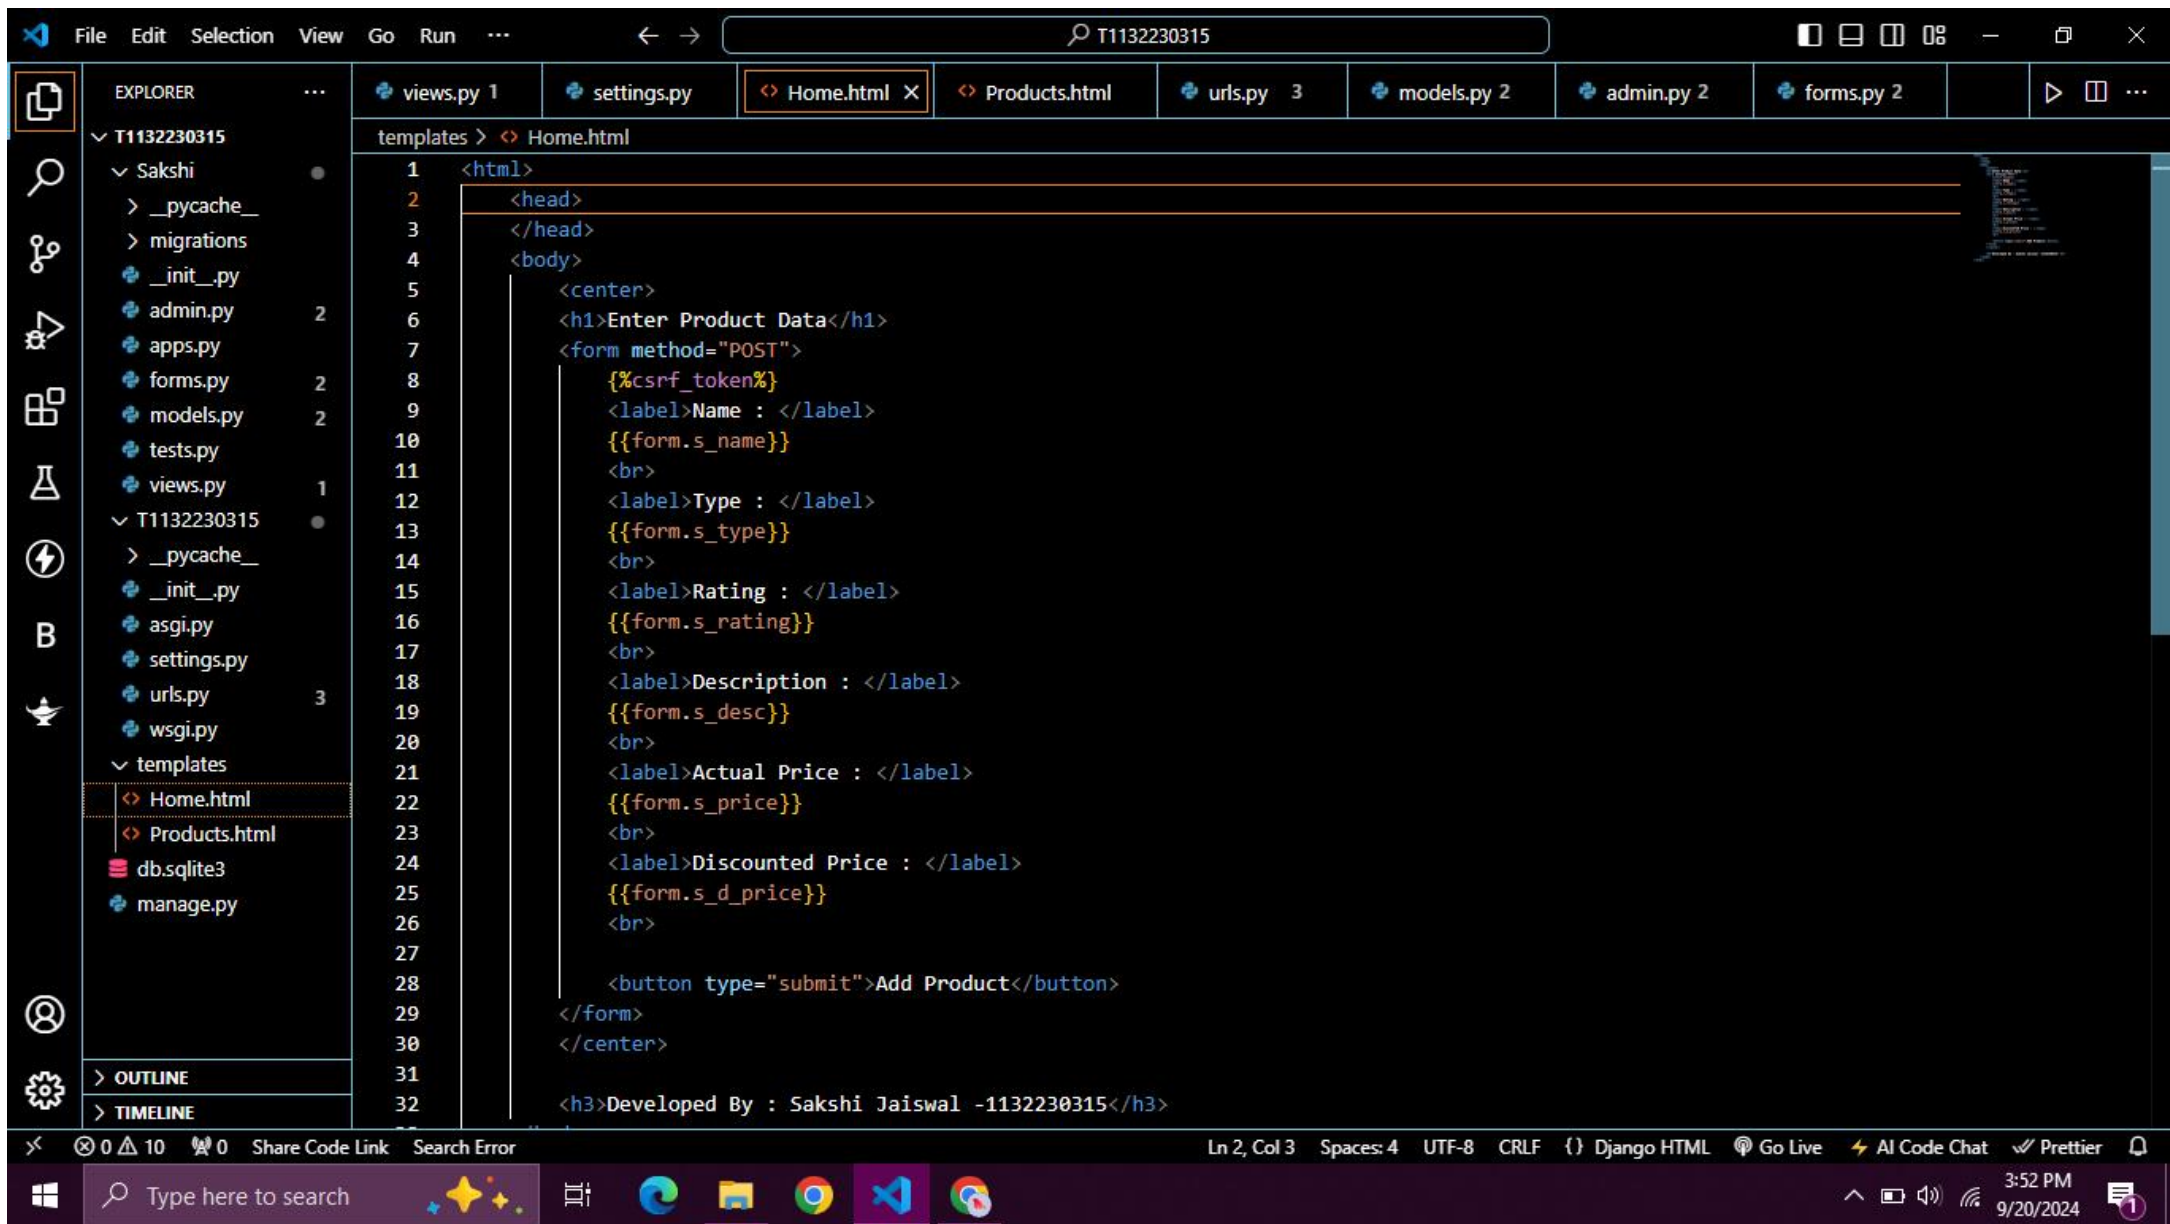 File Edit Selection View Go Run ··· T1132230315
EXPLORER ···
T1132230315
Sakshi
__pycache__
migrations
__init__.py
admin.py 2
apps.py
forms.py 2
models.py 2
tests.py
views.py 1
T1132230315
__pycache__
__init__.py
asgi.py
settings.py
urls.py 3
wsgi.py
templates
Home.html
Products.html
db.sqlite3
manage.py
OUTLINE
TIMELINE
views.py 1 settings.py Home.html Products.html urls.py 3 models.py 2 admin.py 2 forms.py 2 ···
templates > Home.html
1 <html>
2 <head>
3 </head>
4 <body>
5 <center>
6 <h1>Enter Product Data</h1>
7 <form method="POST">
8 {%csrf_token%}
9 <label>Name : </label>
10 {{form.s_name}}
11 <br>
12 <label>Type : </label>
13 {{form.s_type}}
14 <br>
15 <label>Rating : </label>
16 {{form.s_rating}}
17 <br>
18 <label>Description : </label>
19 {{form.s_desc}}
20 <br>
21 <label>Actual Price : </label>
22 {{form.s_price}}
23 <br>
24 <label>Discounted Price : </label>
25 {{form.s_d_price}}
26 <br>
27
28 <button type="submit">Add Product</button>
29 </form>
30 </center>
31
32 <h3>Developed By : Sakshi Jaiswal -1132230315</h3>
0 10 0 Share Code Link Search Error Ln 2, Col 3 Spaces: 4 UTF-8 CRLF {} Django HTML Go Live AI Code Chat Prettier
B
Type here to search
3:52 PM
9/20/2024
1